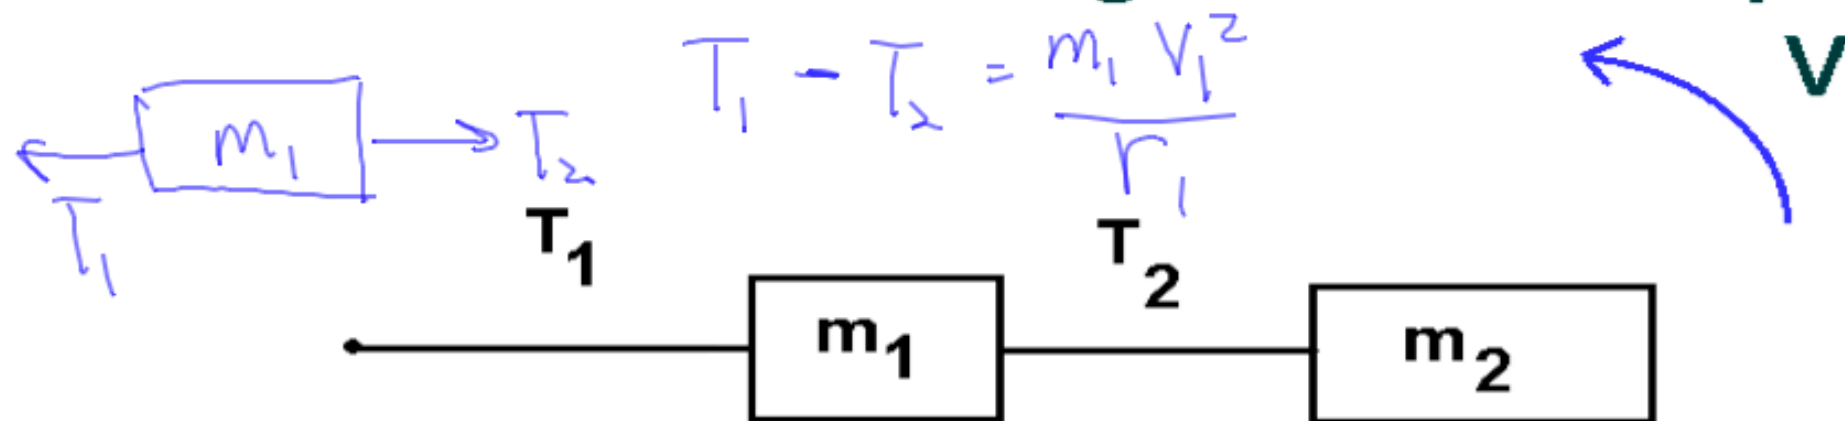 T₁ - T₂ = m₁ V₁² / r₁
V
m₁
T₂
T₁
T₁
T₂
m₁
m₂